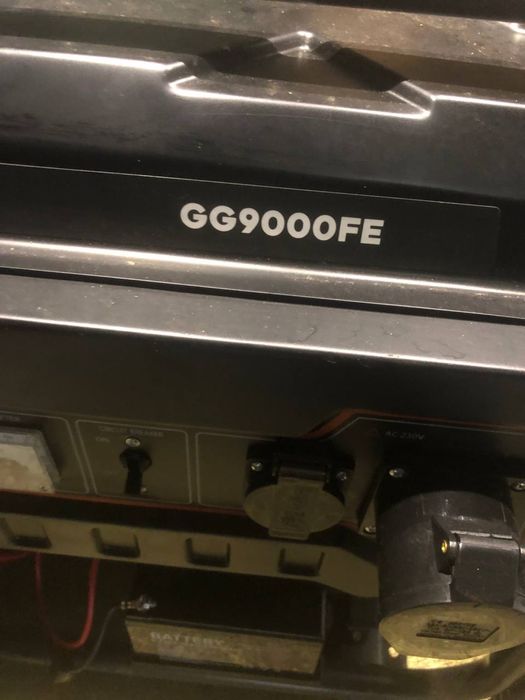 GG9000FE
CIRCUIT BREAKER
ON
AC 230V
BATTERY